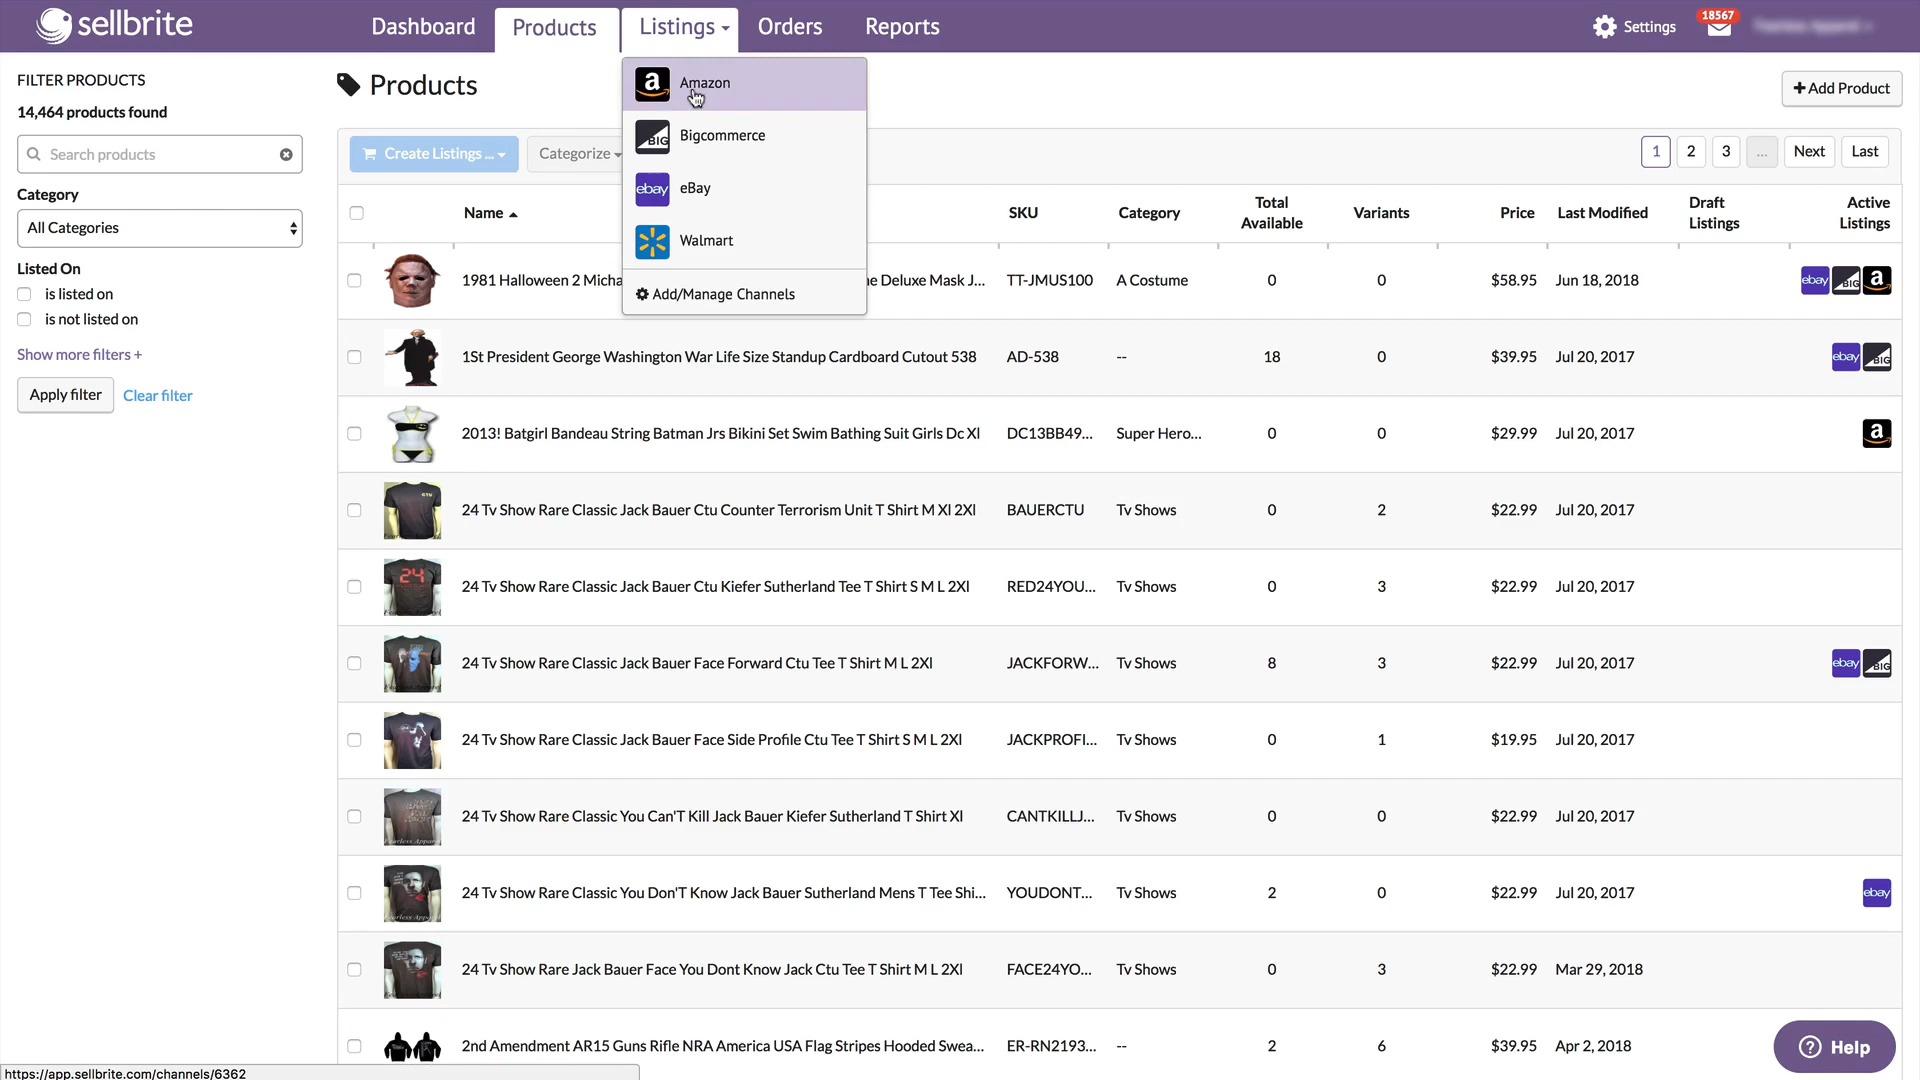 sellbrite
Dashboard
Products
Listings
Orders
Reports
Settings
18567
FILTER PRODUCTS
14,464 products found
Search products
Category
All Categories
Listed On
is listed on
is not listed on
Show more filters +
Apply filter
Clear filter
Products
+Add Product
Create Listings ...
Categorize
a Amazon
BIG Bigcommerce
ebay eBay
Walmart
Add/Manage Channels
1 2 3 ... Next Last
Name SKU Category Total Available Variants Price Last Modified Draft Listings Active Listings
1981 Halloween 2 Micha ne Deluxe Mask J... TT-JMUS100 A Costume 0 0 $58.95 Jun 18, 2018 ebay BIG a
1St President George Washington War Life Size Standup Cardboard Cutout 538 AD-538 -- 18 0 $39.95 Jul 20, 2017 ebay BIG
2013! Batgirl Bandeau String Batman Jrs Bikini Set Swim Bathing Suit Girls Dc Xl DC13BB49... Super Hero... 0 0 $29.99 Jul 20, 2017 a
24 Tv Show Rare Classic Jack Bauer Ctu Counter Terrorism Unit T Shirt M Xl 2Xl BAUERCTU Tv Shows 0 2 $22.99 Jul 20, 2017
24 Tv Show Rare Classic Jack Bauer Ctu Kiefer Sutherland Tee T Shirt S M L 2Xl RED24YOU... Tv Shows 0 3 $22.99 Jul 20, 2017
24 Tv Show Rare Classic Jack Bauer Face Forward Ctu Tee T Shirt M L 2Xl JACKFORW... Tv Shows 8 3 $22.99 Jul 20, 2017 ebay BIG
24 Tv Show Rare Classic Jack Bauer Face Side Profile Ctu Tee T Shirt S M L 2Xl JACKPROFI... Tv Shows 0 1 $19.95 Jul 20, 2017
24 Tv Show Rare Classic You Can'T Kill Jack Bauer Kiefer Sutherland T Shirt Xl CANTKILLJ... Tv Shows 0 0 $22.99 Jul 20, 2017
24 Tv Show Rare Classic You Don'T Know Jack Bauer Sutherland Mens T Tee Shi... YOUDONT... Tv Shows 2 0 $22.99 Jul 20, 2017 ebay
24 Tv Show Rare Jack Bauer Face You Dont Know Jack Ctu Tee T Shirt M L 2Xl FACE24YO... Tv Shows 0 3 $22.99 Mar 29, 2018
2nd Amendment AR15 Guns Rifle NRA America USA Flag Stripes Hooded Swea... ER-RN2193... -- 2 6 $39.95 Apr 2, 2018
Help
https://app.sellbrite.com/channels/6362